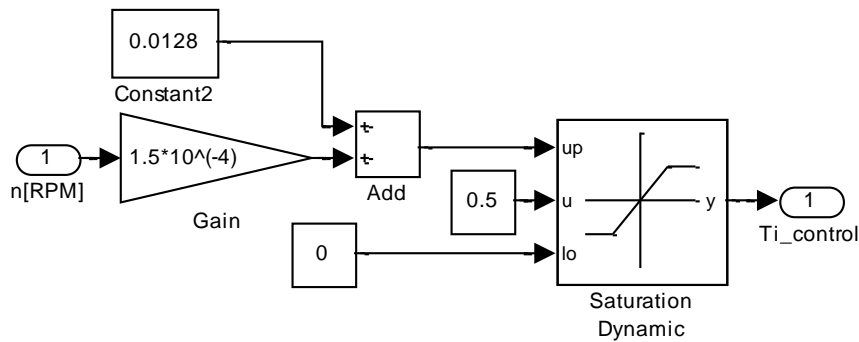 0.0128
Constant2
1
n[RPM]
1.5*10^(-4)
Gain
+
+
Add
0.5
0
up
u
lo
y
Saturation
Dynamic
1
Ti_control